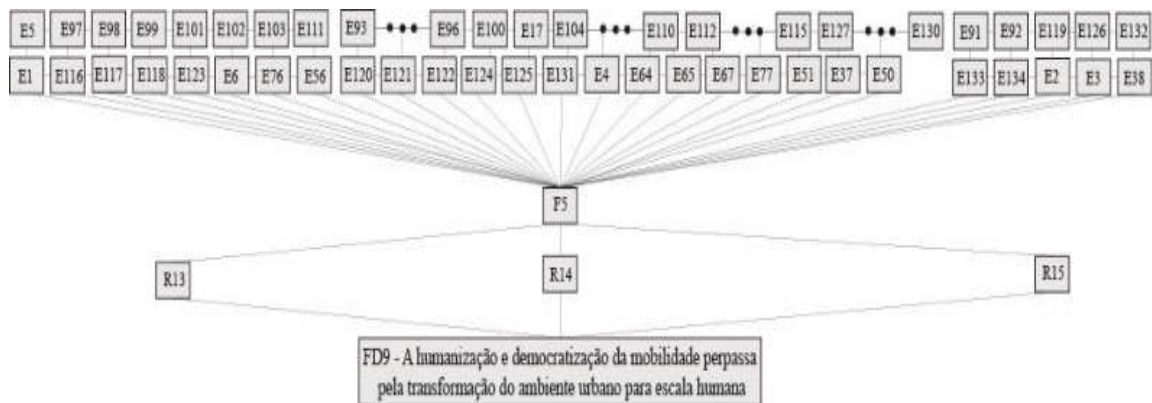 E5 E97 E98 E99 E101 E102 E103 E111 E93 ••• E96 E100 E17 E104 ••• E110 E112 ••• E115 E127 ••• E130 E91 E92 E119 E126 E132
E1 E116 E117 E118 E123 E6 E76 E56 E120 E121 E122 E124 E125 E131 E4 E64 E65 E67 E77 E51 E37 E50 E133 E134 E2 E3 E38
F5
R13 R14 R15
FD9 - A humanização e democratização da mobilidade perpassa
pela transformação do ambiente urbano para escala humana